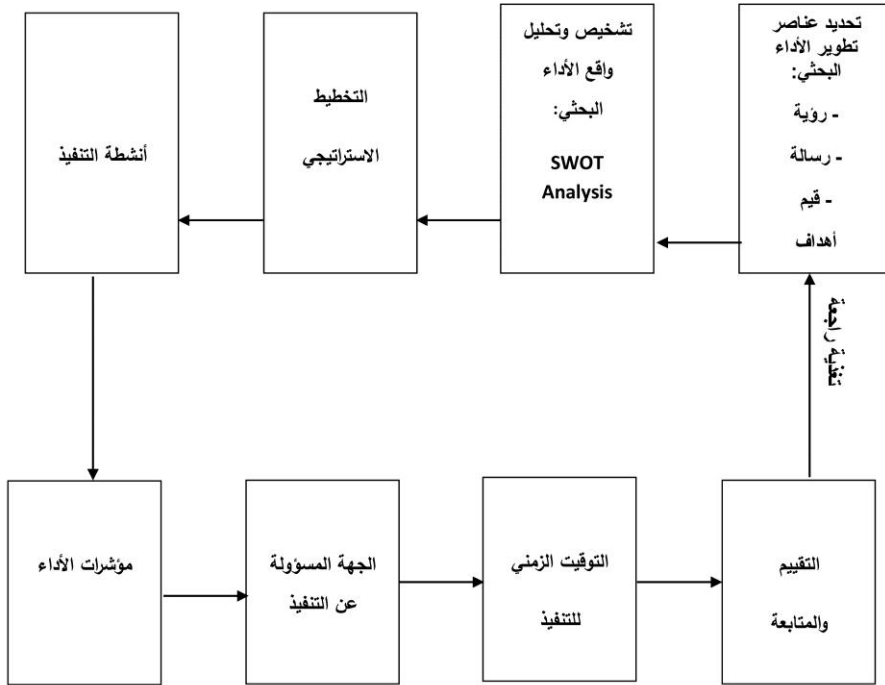 تحديد عناصر
تطوير الأداء
البحثي:
- رؤية
- رسالة
- قيم
أهداف
تشخيص وتحليل
واقع الأداء
البحثي:
SWOT
Analysis
التخطيط
الاستراتيجي
أنشطة التنفيذ
مؤشرات الأداء
الجهة المسؤولة
عن التنفيذ
التوقيت الزمني
للتنفيذ
التقييم
والمتابعة
تغذية راجعة